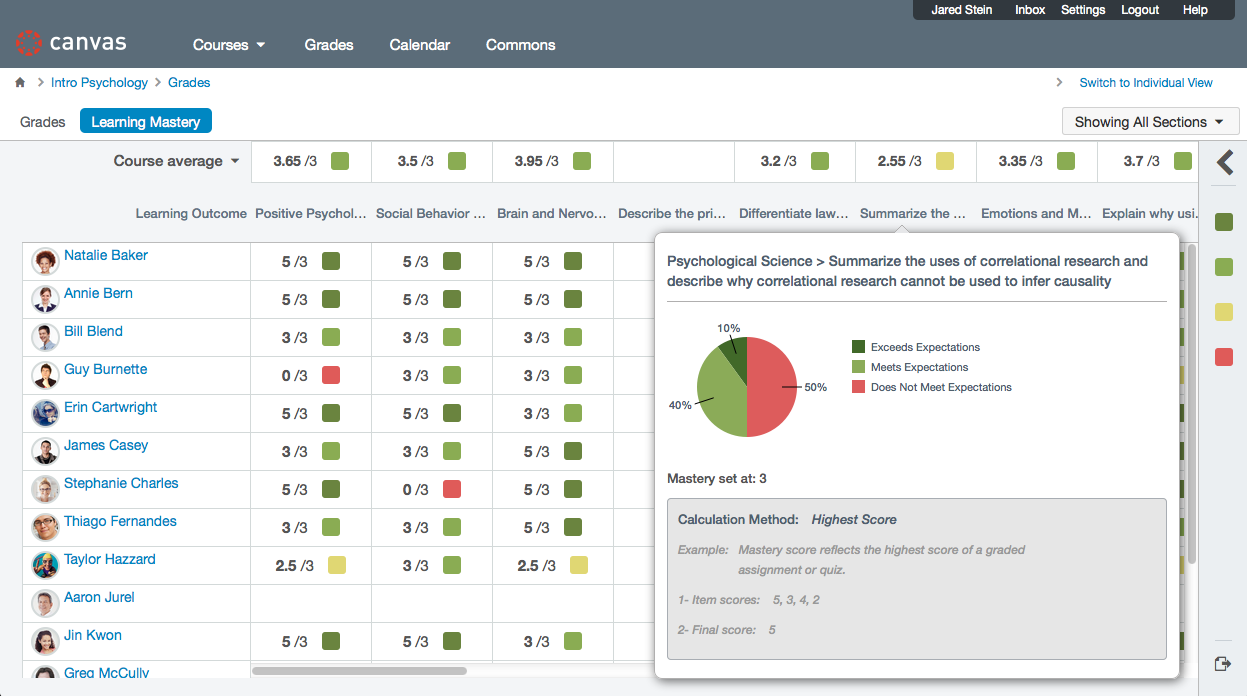 Jared Stein Inbox Settings Logout Help
canvas Courses Grades Calendar Commons
Intro Psychology Grades Switch to Individual View
Grades Learning Mastery Showing All Sections
Course average 3.65 /3 3.5 /3 3.95 /3 3.2 /3 2.55 /3 3.35 /3 3.7 /3
Learning Outcome Positive Psychol... Social Behavior ... Brain and Nervo... Describe the pri... Differentiate law... Summarize the ... Emotions and M... Explain why usi.
Natalie Baker 5 /3 5 /3 5 /3
Annie Bern 5 /3 5 /3 5 /3
Bill Blend 3 /3 3 /3 3 /3
Guy Burnette 0 /3 3 /3 3 /3
Erin Cartwright 5 /3 5 /3 3 /3
James Casey 3 /3 3 /3 5 /3
Stephanie Charles 5 /3 0 /3 5 /3
Thiago Fernandes 3 /3 3 /3 5 /3
Taylor Hazzard 2.5 /3 3 /3 2.5 /3
Aaron Jurel
Jin Kwon 5 /3 5 /3 3 /3
Greg McCully
Psychological Science > Summarize the uses of correlational research and
describe why correlational research cannot be used to infer causality
10%
50%
40%
Exceeds Expectations
Meets Expectations
Does Not Meet Expectations
Mastery set at: 3
Calculation Method: Highest Score
Example: Mastery score reflects the highest score of a graded
assignment or quiz.
1- Item scores: 5, 3, 4, 2
2- Final score: 5